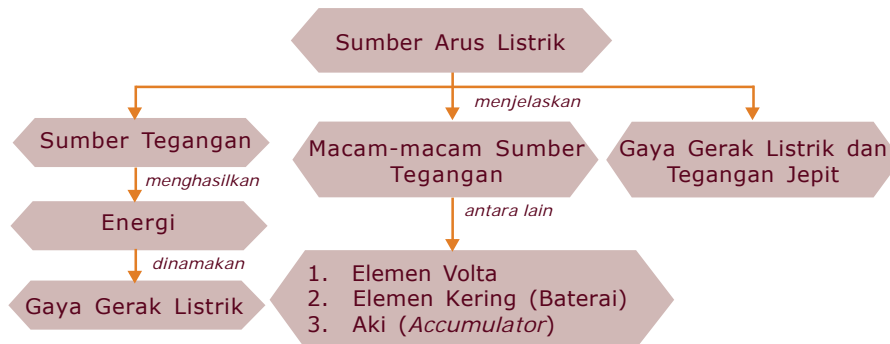 Sumber Arus Listrik
menjelaskan
Sumber Tegangan
menghasilkan
Energi
dinamakan
Gaya Gerak Listrik
Macam-macam Sumber
Tegangan
antara lain
1. Elemen Volta
2. Elemen Kering (Baterai)
3. Aki (Accumulator)
Gaya Gerak Listrik dan
Tegangan Jepit